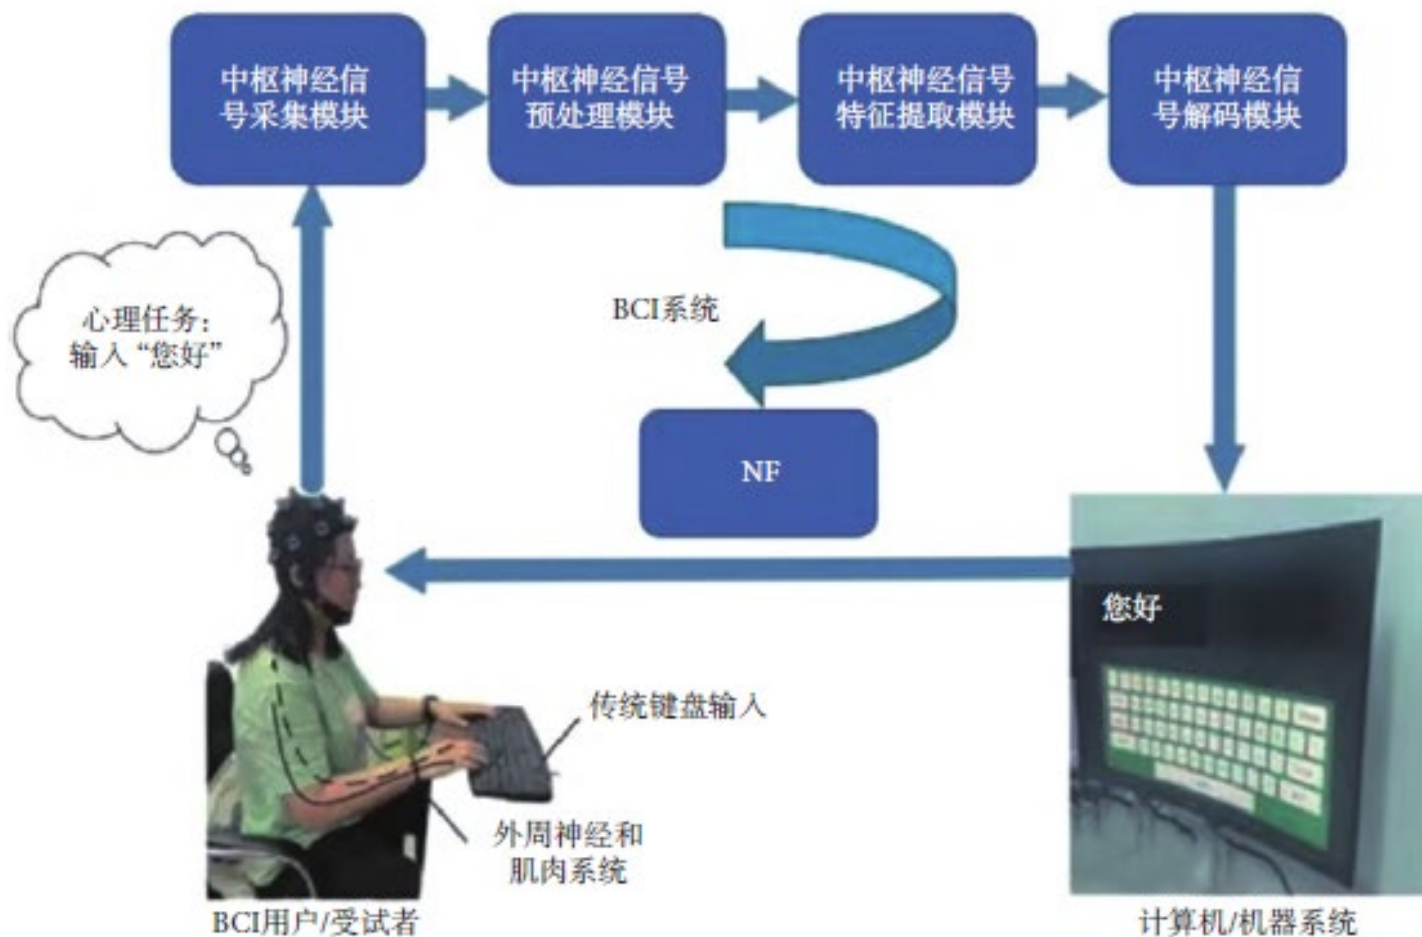 中枢神经信
号采集模块
中枢神经信号
预处理模块
中枢神经信号
特征提取模块
中枢神经信
号解码模块
心理任务:
输入“您好”
BCI系统
NF
您好
传统键盘输入
外周神经和
肌肉系统
BCI用户/受试者
计算机/机器系统